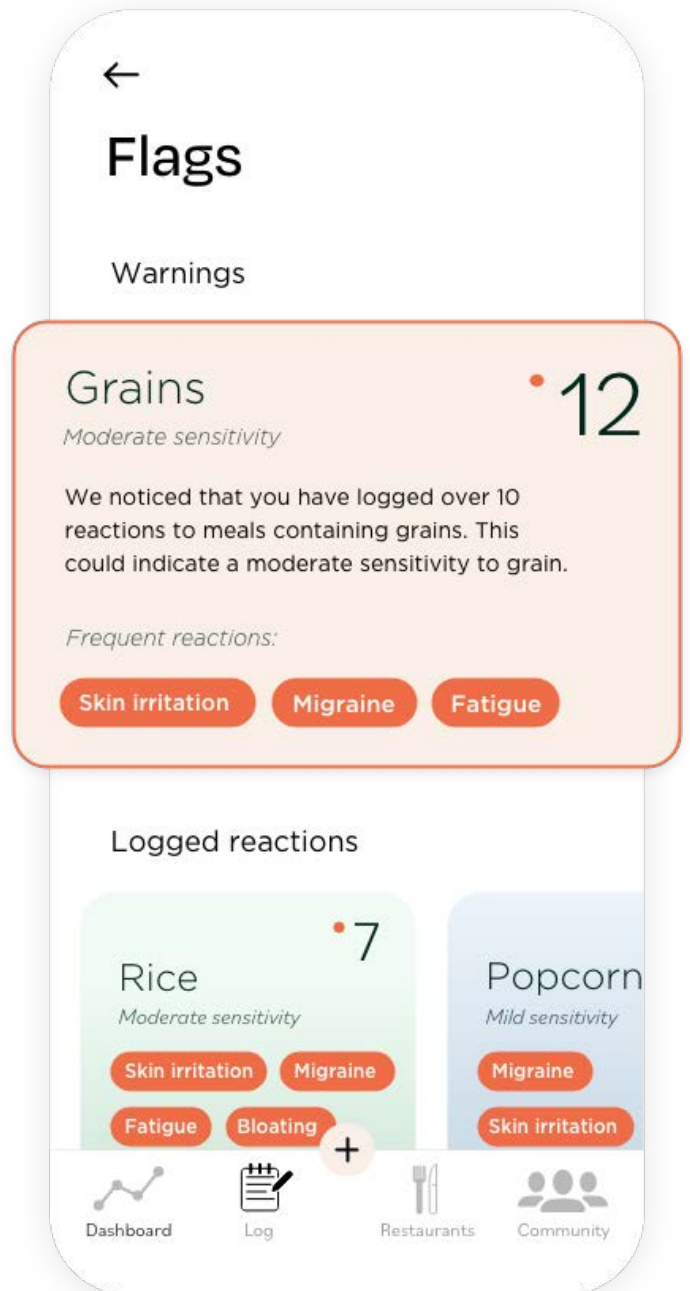 Flags
Warnings
Grains
12
Moderate sensitivity
We noticed that you have logged over 10
reactions to meals containing grains. This
could indicate a moderate sensitivity to grain.
Frequent reactions:
Skin irritation Migraine Fatigue
Logged reactions
7
Rice
Moderate sensitivity
Skin irritation Migraine
Fatigue Bloating
Popcorn
Mild sensitivity
Migraine
Skin irritation
+
Dashboard Log Restaurants Community